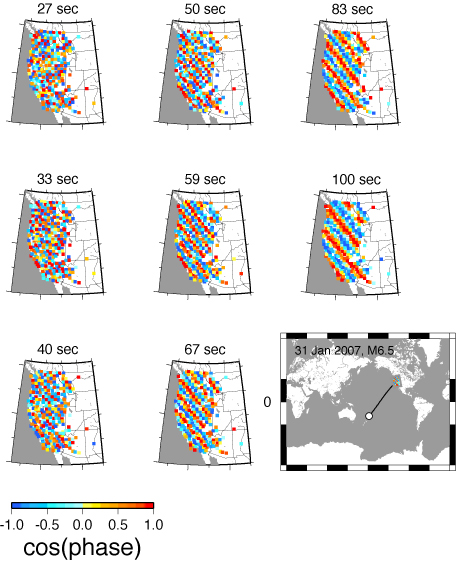 27 sec
50 sec
83 sec
33 sec
59 sec
100 sec
40 sec
67 sec
31 Jan 2007, M6.5
0
-1.0 -0.5 0.0 0.5 1.0
cos(phase)